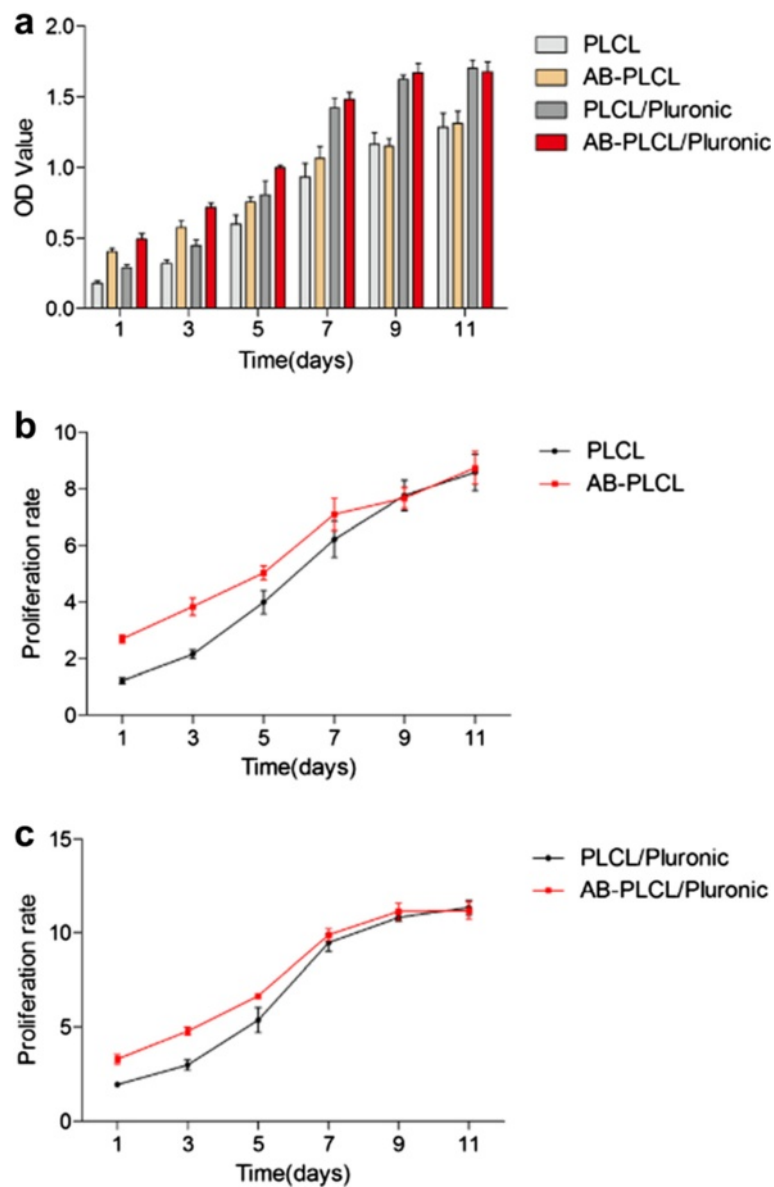 a
2.0
1.5
1.0
0.5
0.0
OD Value
1 3 5 7 9 11
Time(days)
PLCL
AB-PLCL
PLCL/Pluronic
AB-PLCL/Pluronic
b
10
8
6
4
2
0
Proliferation rate
1 3 5 7 9 11
Time(days)
PLCL
AB-PLCL
c
15
10
5
0
Proliferation rate
1 3 5 7 9 11
Time(days)
PLCL/Pluronic
AB-PLCL/Pluronic